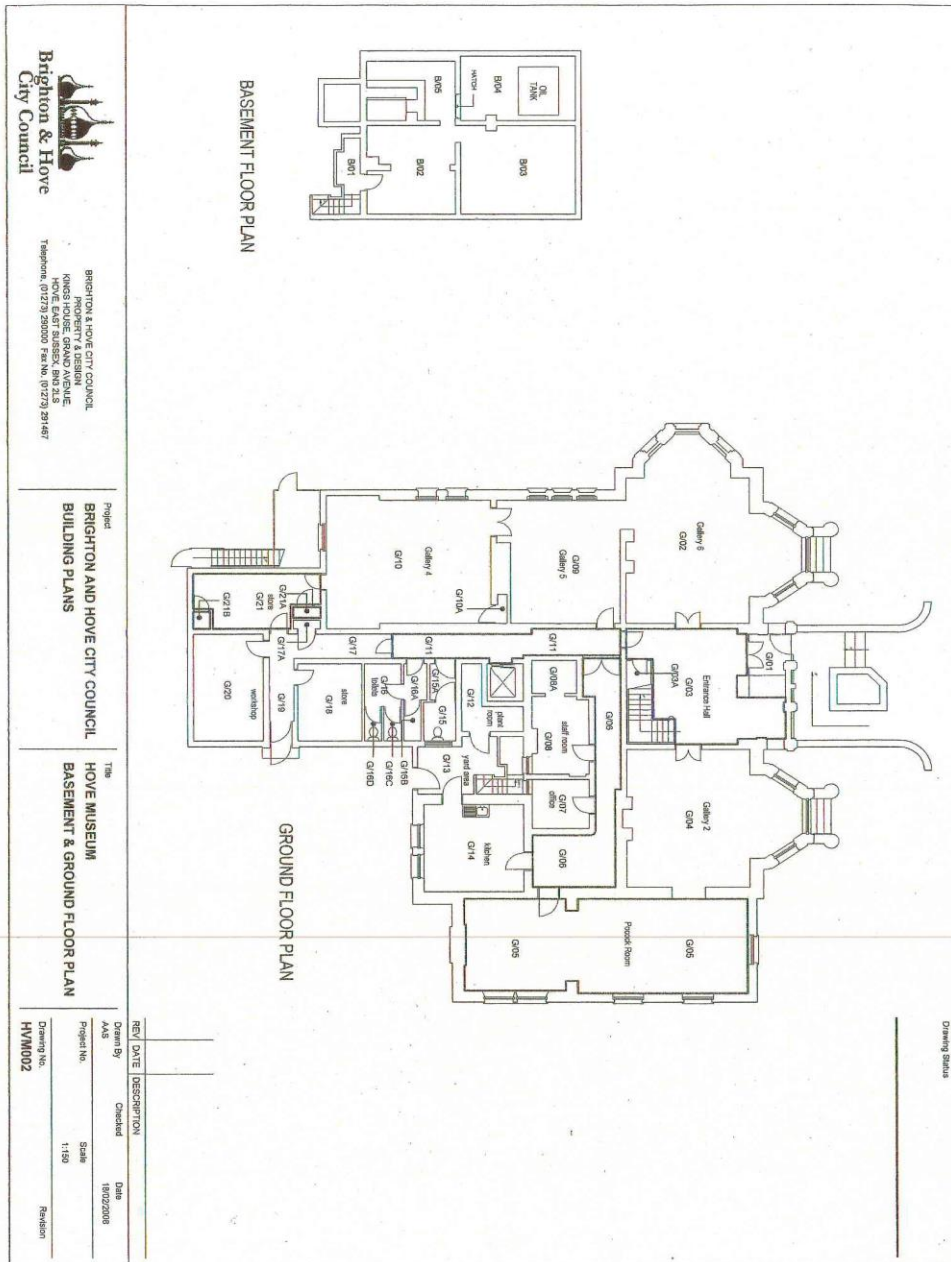 Drawing Status
BASEMENT FLOOR PLAN
OIL
TANK
HATCH
B/04
B/05
B/03
B/02
B/01
GROUND FLOOR PLAN
Gallery 6
G/02
G/01
G/03
Entrance Hall
G/03A
Gallery 2
G/04
G/09
Gallery 5
G/10
Gallery 4
G/10A
G/11
G/11
G/06
G/06
G/08A
staff room
G/08
G/07
office
G/05
Pocock Room
G/05
plant
room
G/12
yard area
G/13
kitchen
G/14
G/15A
G/15
G/16A
G/16
toilets
G/15B
G/16C
G/16D
G/17
G/17A
store
G/18
G/19
workshop
G/20
G/21A
store
G/21
G/21B
Brighton & Hove
City Council
BRIGHTON & HOVE CITY COUNCIL
PROPERTY & DESIGN
KINGS HOUSE, GRAND AVENUE,
HOVE, EAST SUSSEX, BN3 2LS
Telephone. (01273) 290000 Fax No. (01273) 291467
Project
BRIGHTON AND HOVE CITY COUNCIL
BUILDING PLANS
Title
HOVE MUSEUM
BASEMENT & GROUND FLOOR PLAN
REV DATE DESCRIPTION
Drawn By Checked Date
AAS 18/02/2008
Project No. Scale
1:150
Drawing No. Revision
HVM002